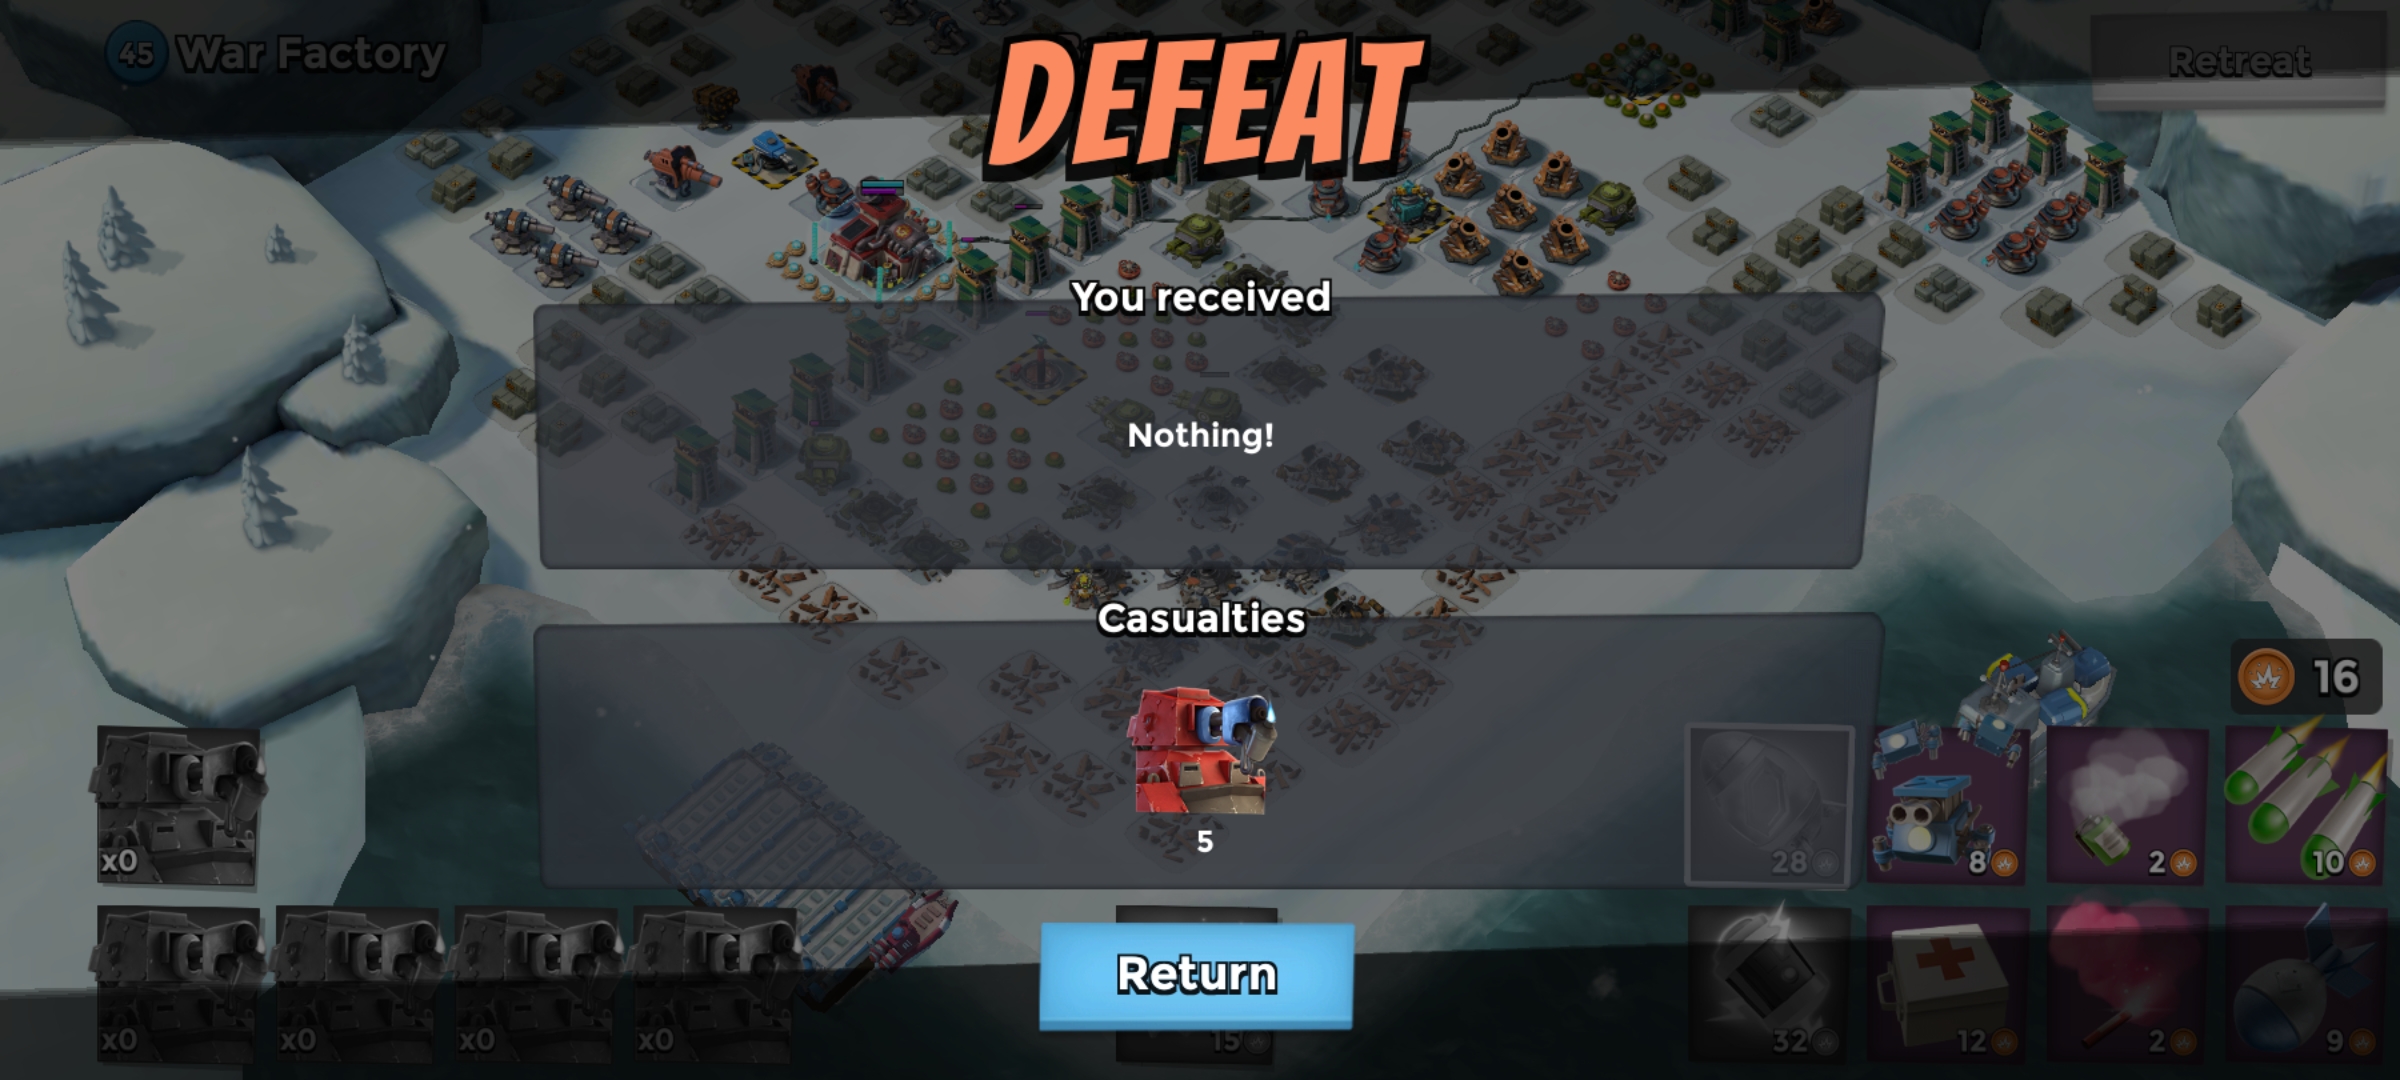 45 War Factory
DEFEAT
Retreat
You received
Nothing!
Casualties
5
16
x0
28
8
2
10
x0
x0
x0
x0
Return
15
32
12
2
9